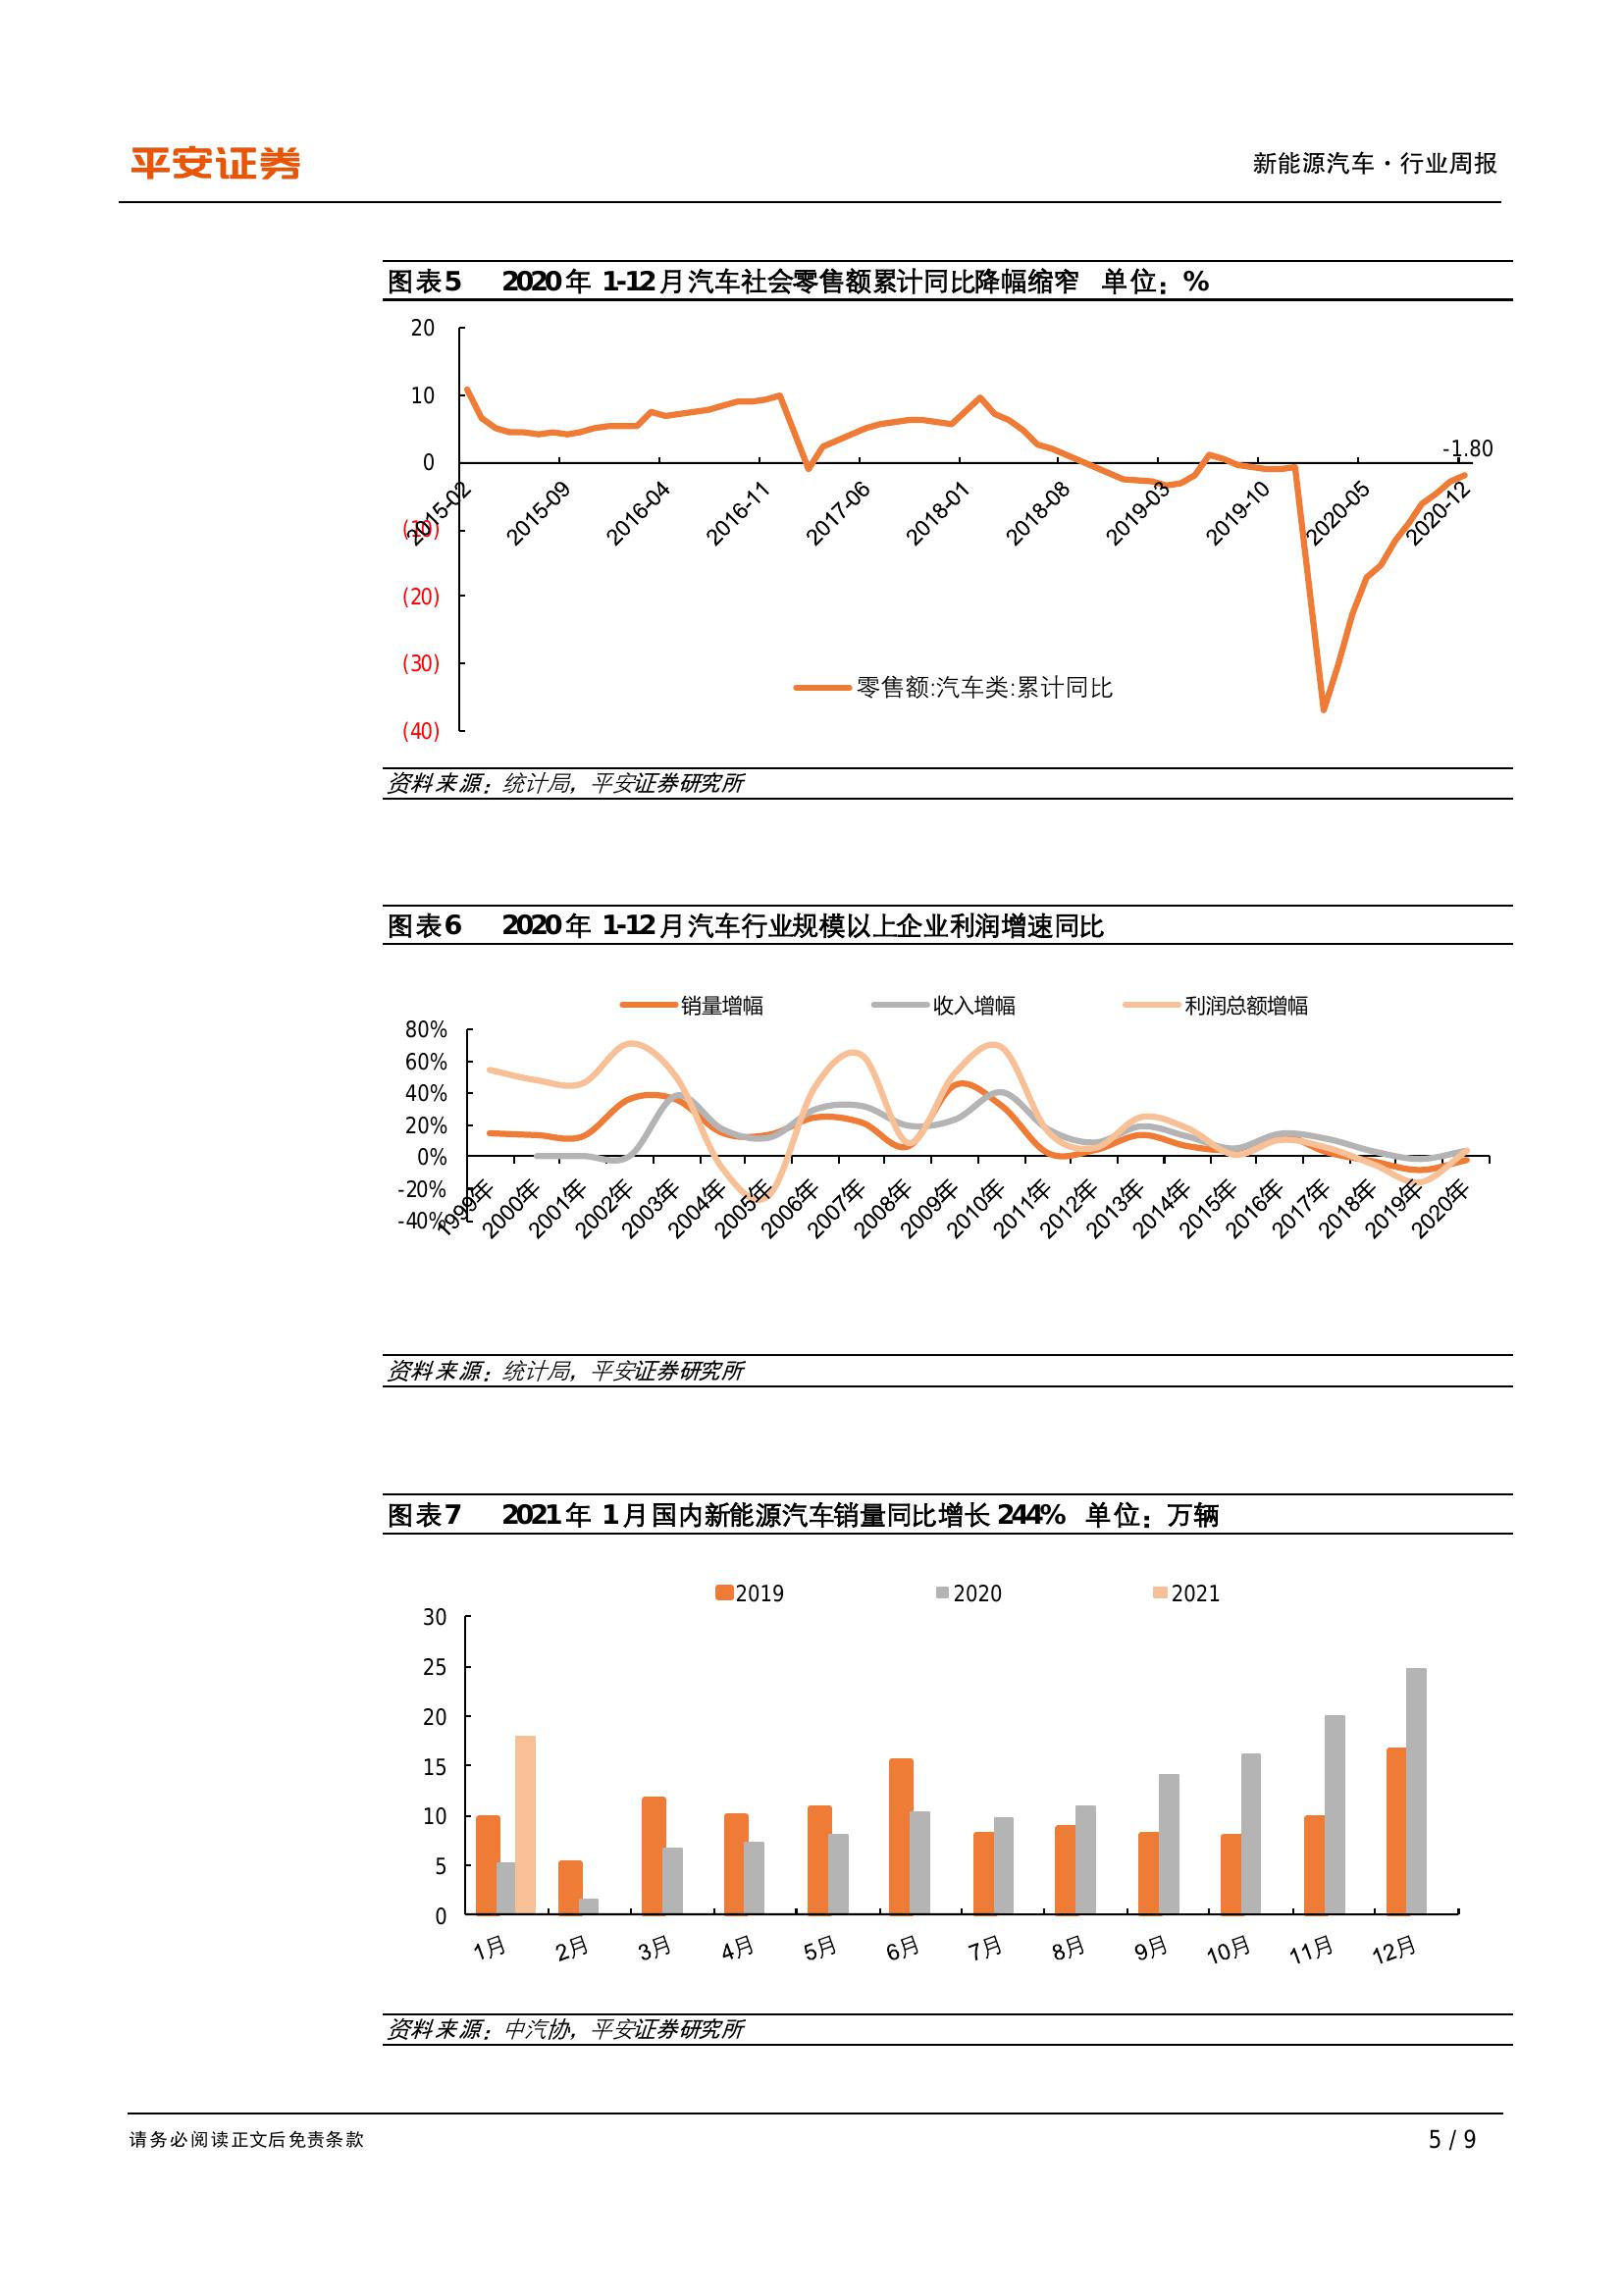 平安证券
新能源汽车·行业周报
图表5 2020年 1-12月汽车社会零售额累计同比降幅缩窄 单位：%
20
10
0
(10)
(20)
(30)
(40)
-1.80
2015-02 2015-09 2016-04 2016-11 2017-06 2018-01 2018-08 2019-03 2019-10 2020-05 2020-12
零售额:汽车类:累计同比
资料来源：统计局，平安证券研究所
图表6 2020年 1-12月汽车行业规模以上企业利润增速同比
销量增幅 收入增幅 利润总额增幅
80%
60%
40%
20%
0%
-20%
-40%
1999年 2000年 2001年 2002年 2003年 2004年 2005年 2006年 2007年 2008年 2009年 2010年 2011年 2012年 2013年 2014年 2015年 2016年 2017年 2018年 2019年 2020年
资料来源：统计局，平安证券研究所
图表7 2021年 1月国内新能源汽车销量同比增长244% 单位：万辆
2019 2020 2021
30
25
20
15
10
5
0
1月 2月 3月 4月 5月 6月 7月 8月 9月 10月 11月 12月
资料来源：中汽协，平安证券研究所
请务必阅读正文后免责条款
5 / 9